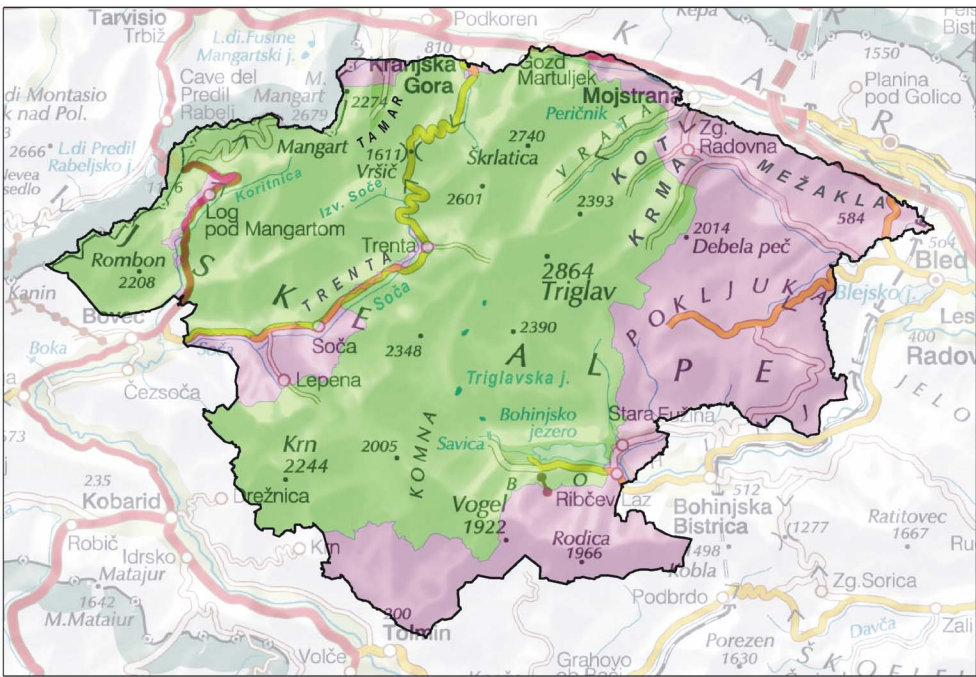 Tarvisio
Trbiž
Podkoren
Kepa
L.di.Fusine
Mangartski j.
810
K
1550
Cave del
Predil
Rabelj
M.
Mangart
2679
Kranjska
Gora
Gozd
Martuljek
Mojstrana
Planina
pod Golico
di Montasio
k nad Pol.
2666
L.di Predil
Rabeljsko j.
2274
TAMAR
Peričnik
2740
Škrlatica
VRATA
KOT
Zg.
Radovna
A
R
Mangart
1611
Vršič
Koritnica
Izv. Soče
2601
2393
KRMA
MEŽAKLA
584
Log
pod Mangartom
J
S
K
E
Trenta
TRENTA
Soča
2014
Debela peč
504
Bled
Rombon
2208
2864
Triglav
Kanin
Bovec
POKLJUKA
Blejsko j.
Boka
Soča
Soča
2348
2390
A
L
P
E
400
Radov
Čezsoča
Lepena
Triglavska j.
JELO
Stara Fužina
Bohinjsko
jezero
Krn
2244
2005
KOMNA
Savica
B
O
J
235
Kobarid
Drežnica
Vogel
1922
Ribčev Laz
512
Bohinjska
Bistrica
1277
Ratitovec
1667
Robič
Idrsko
Krn
Rodica
1966
1498
Kobla
Matajur
1642
M.Mataiur
Podbrdo
Zg.Sorica
Tolmin
Volče
Grahovo
Porezen
1630
Davča
Zali
Š
K
O